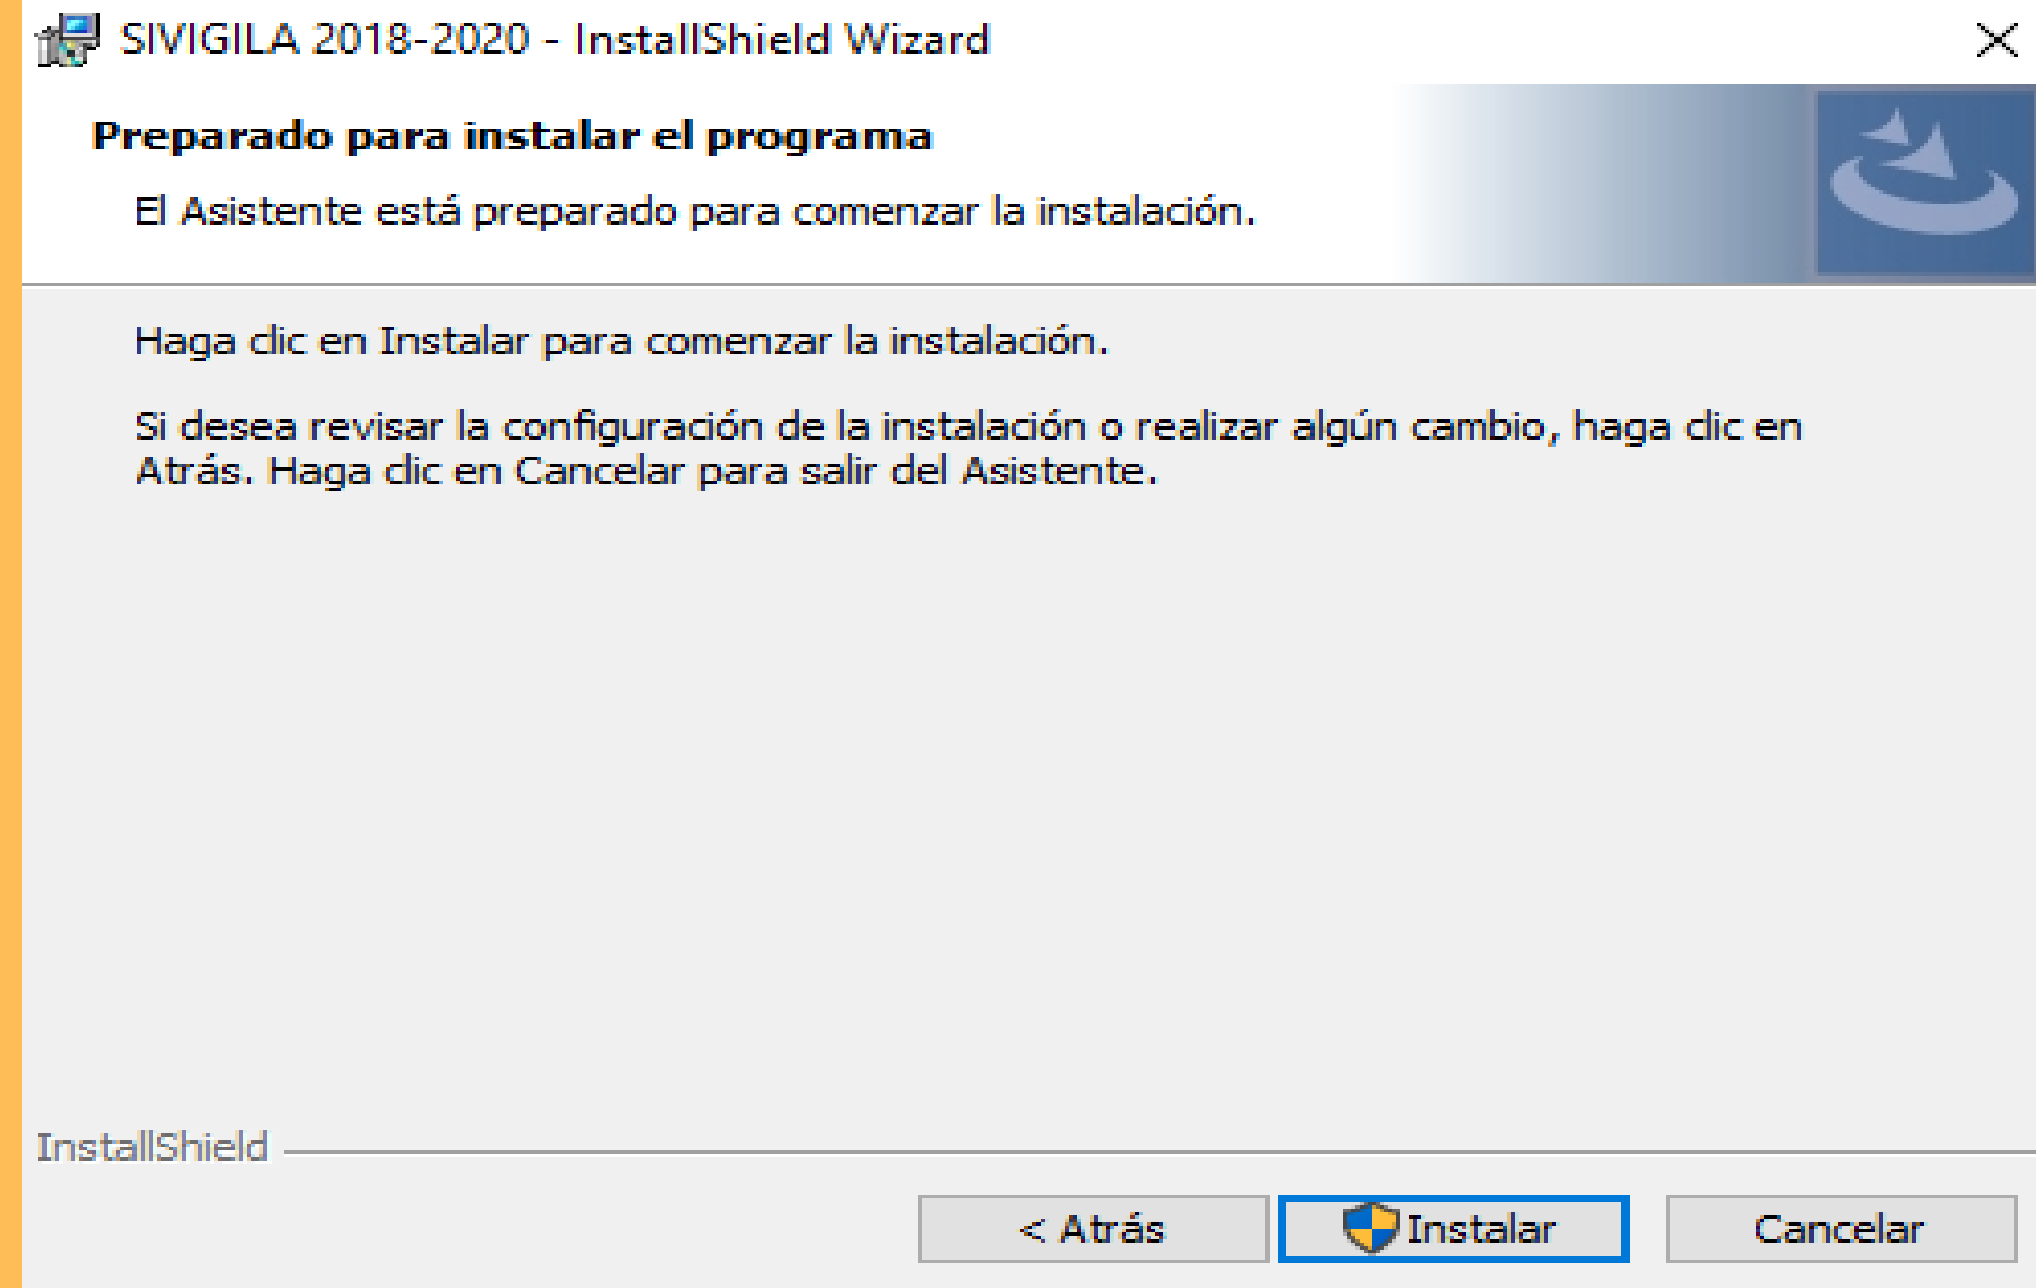 SIVIGILA 2018-2020 - InstallShield Wizard
Preparado para instalar el programa
El Asistente está preparado para comenzar la instalación.
Haga clic en Instalar para comenzar la instalación.
Si desea revisar la configuración de la instalación o realizar algún cambio, haga clic en
Atrás. Haga clic en Cancelar para salir del Asistente.
InstallShield
< Atrás
Instalar
Cancelar